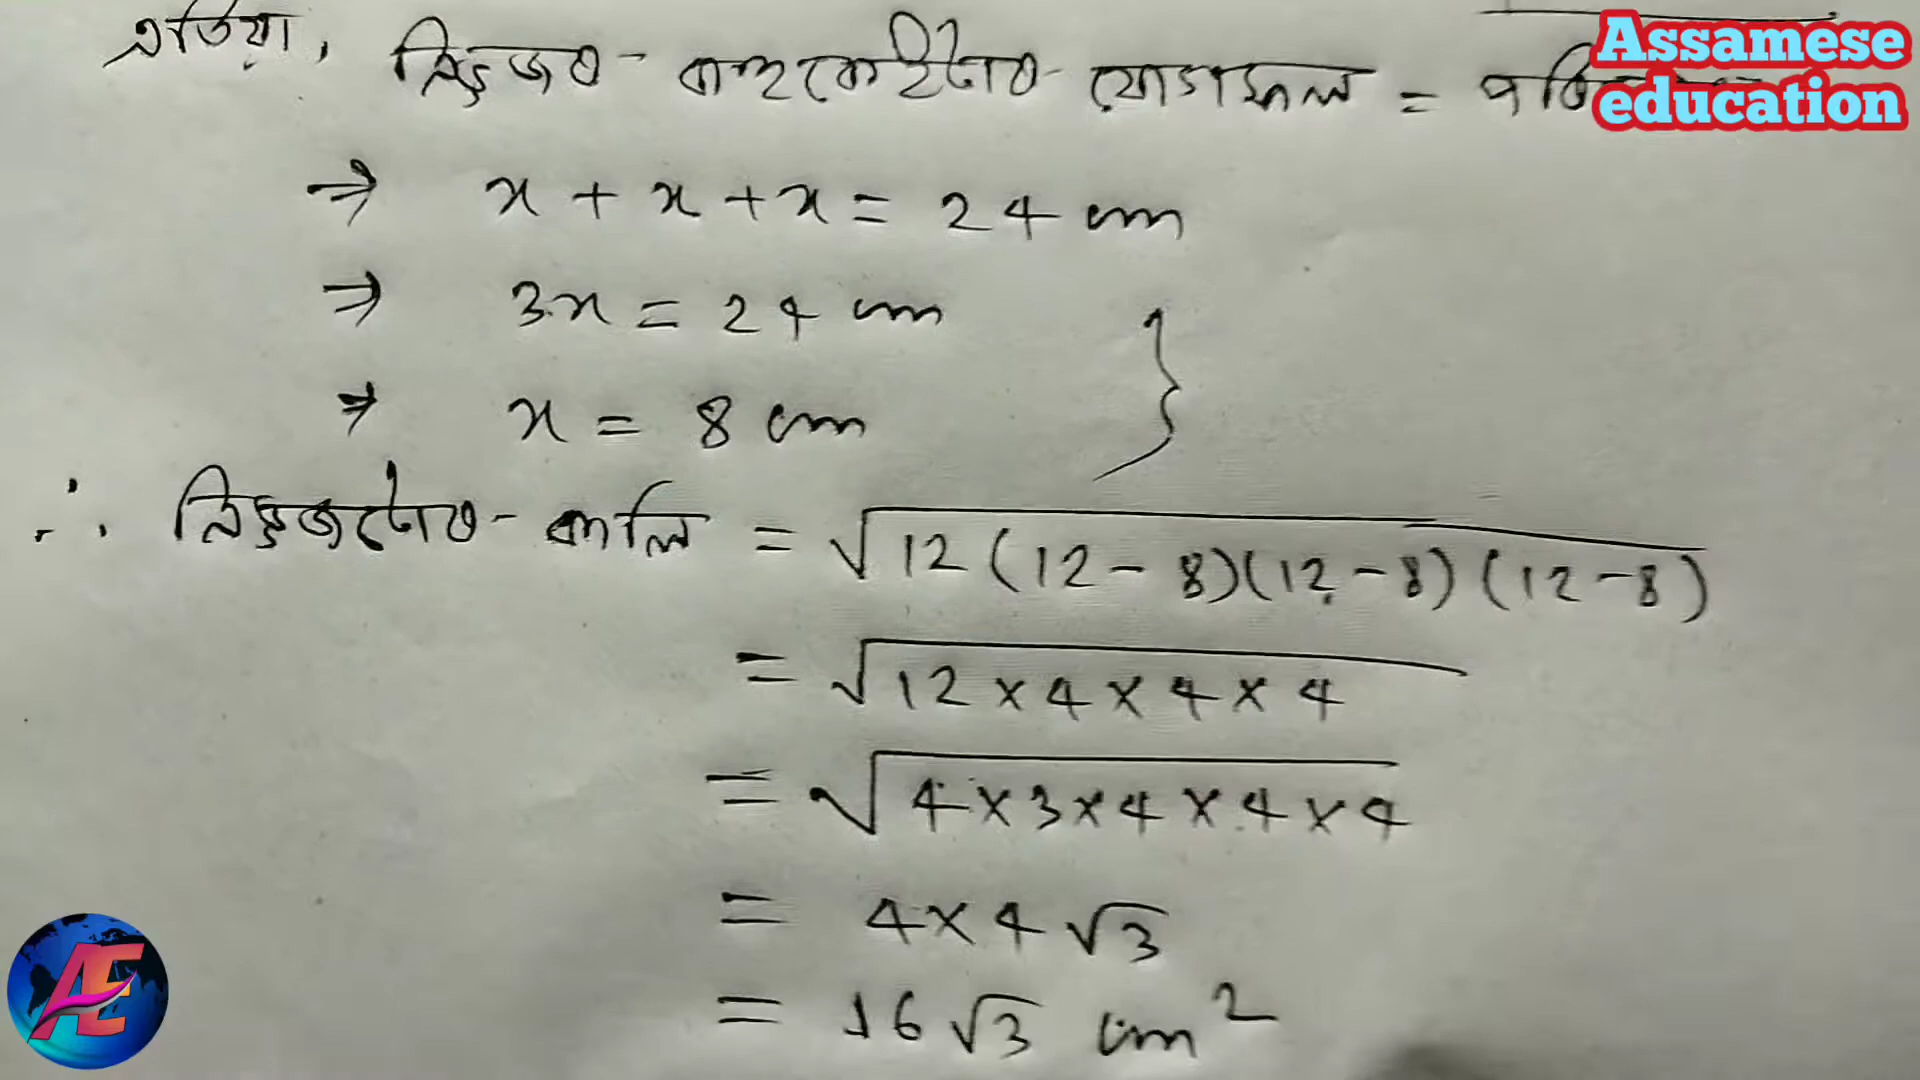 এতিয়া, ত্ৰিভুজৰ বাহুকেইটাৰ যোগফল =
Assamese
education
⇒ x + x + x = 24 cm
⇒ 3x = 24 cm
⇒ x = 8 cm }
∴ ত্ৰিভুজটোৰ কালি = √12(12-8)(12-8)(12-8)
= √12×4×4×4
= √4×3×4×4×4
= 4×4√3
= 16√3 cm²
AE